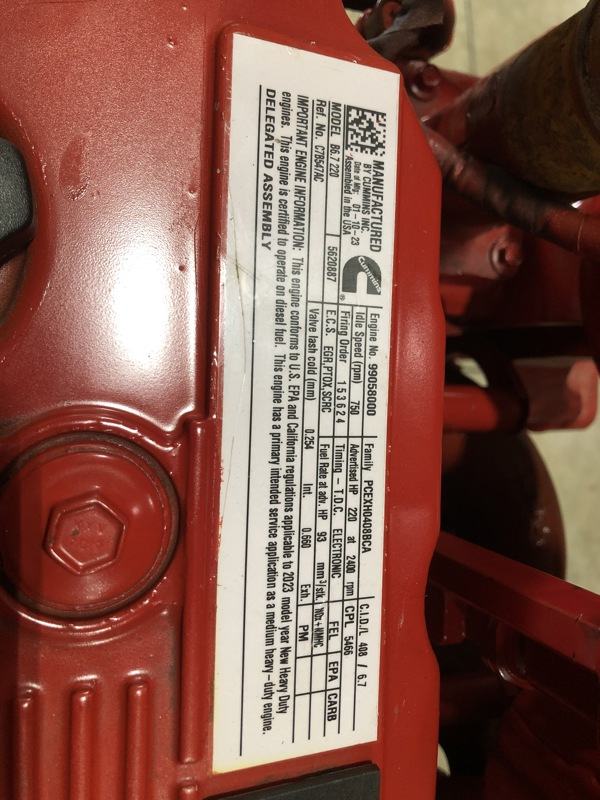 MANUFACTURED
BY CUMMINS INC.
Date of Mfg. 01-10-23
*Assembled in the USA
Cummins
®
Engine No. 99058000 Family PCEXH0408BCA C.I.D./L 408 / 6.7
MODEL B6.7 220 5620887 Idle Speed (rpm) 750 Advertised HP 220 at 2400 rpm CPL 5466
Ref. No. C7B547AC Firing Order 1 5 3 6 2 4 Timing - T.D.C. ELECTRONIC FEL EPA CARB
E.C.S. EGR,PTOX,SCRC Fuel Rate at adv. HP 93 mm³/stk. NOx+NMHC
Valve lash cold (mm) 0.254 Int. 0.660 Exh PM
IMPORTANT ENGINE INFORMATION: This engine conforms to U.S. EPA and California regulations applicable to 2023 model year New Heavy Duty
engines. This engine is certified to operate on diesel fuel. This engine has a primary intended service application as a medium heavy-duty engine.
DELEGATED ASSEMBLY